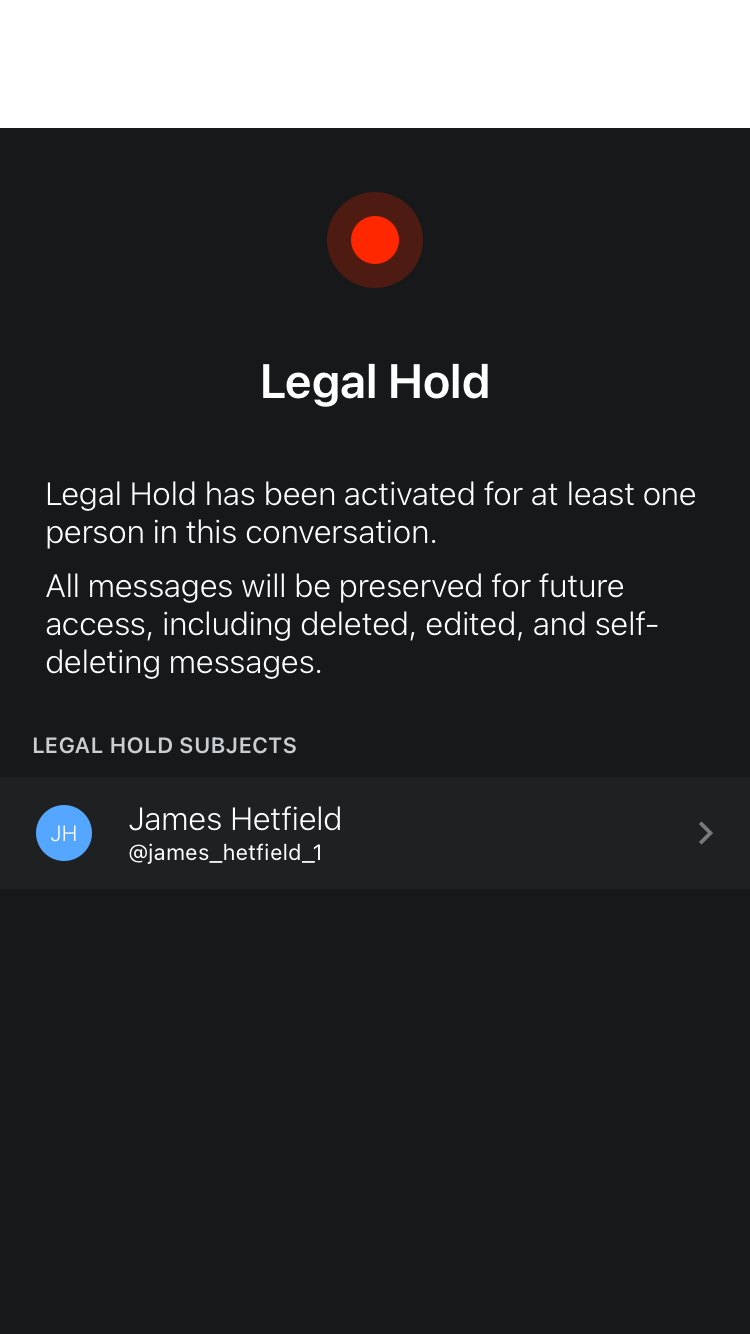 Legal Hold
Legal Hold has been activated for at least one
person in this conversation.
All messages will be preserved for future
access, including deleted, edited, and self-
deleting messages.
LEGAL HOLD SUBJECTS
JH
James Hetfield
@james_hetfield_1